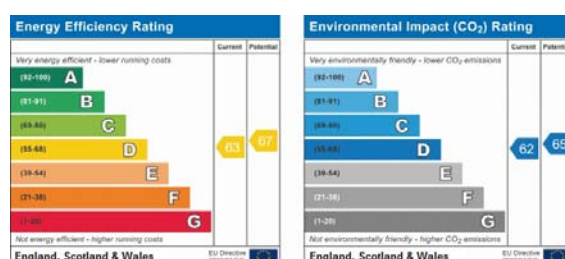 Energy Efficiency Rating
Current Potential
Very energy efficient - lower running costs
(92-100) A
(81-91) B
(69-80) C
(55-68) D
63 67
(39-54) E
(21-38) F
(1-20) G
Not energy efficient - higher running costs
England, Scotland & Wales
EU Directive
Environmental Impact (CO₂) Rating
Current Potential
Very environmentally friendly - lower CO₂ emissions
(92-100) A
(81-91) B
(69-80) C
(55-68) D
62 65
(39-54) E
(21-38) F
(1-20) G
Not environmentally friendly - higher CO₂ emissions
England, Scotland & Wales
EU Directive